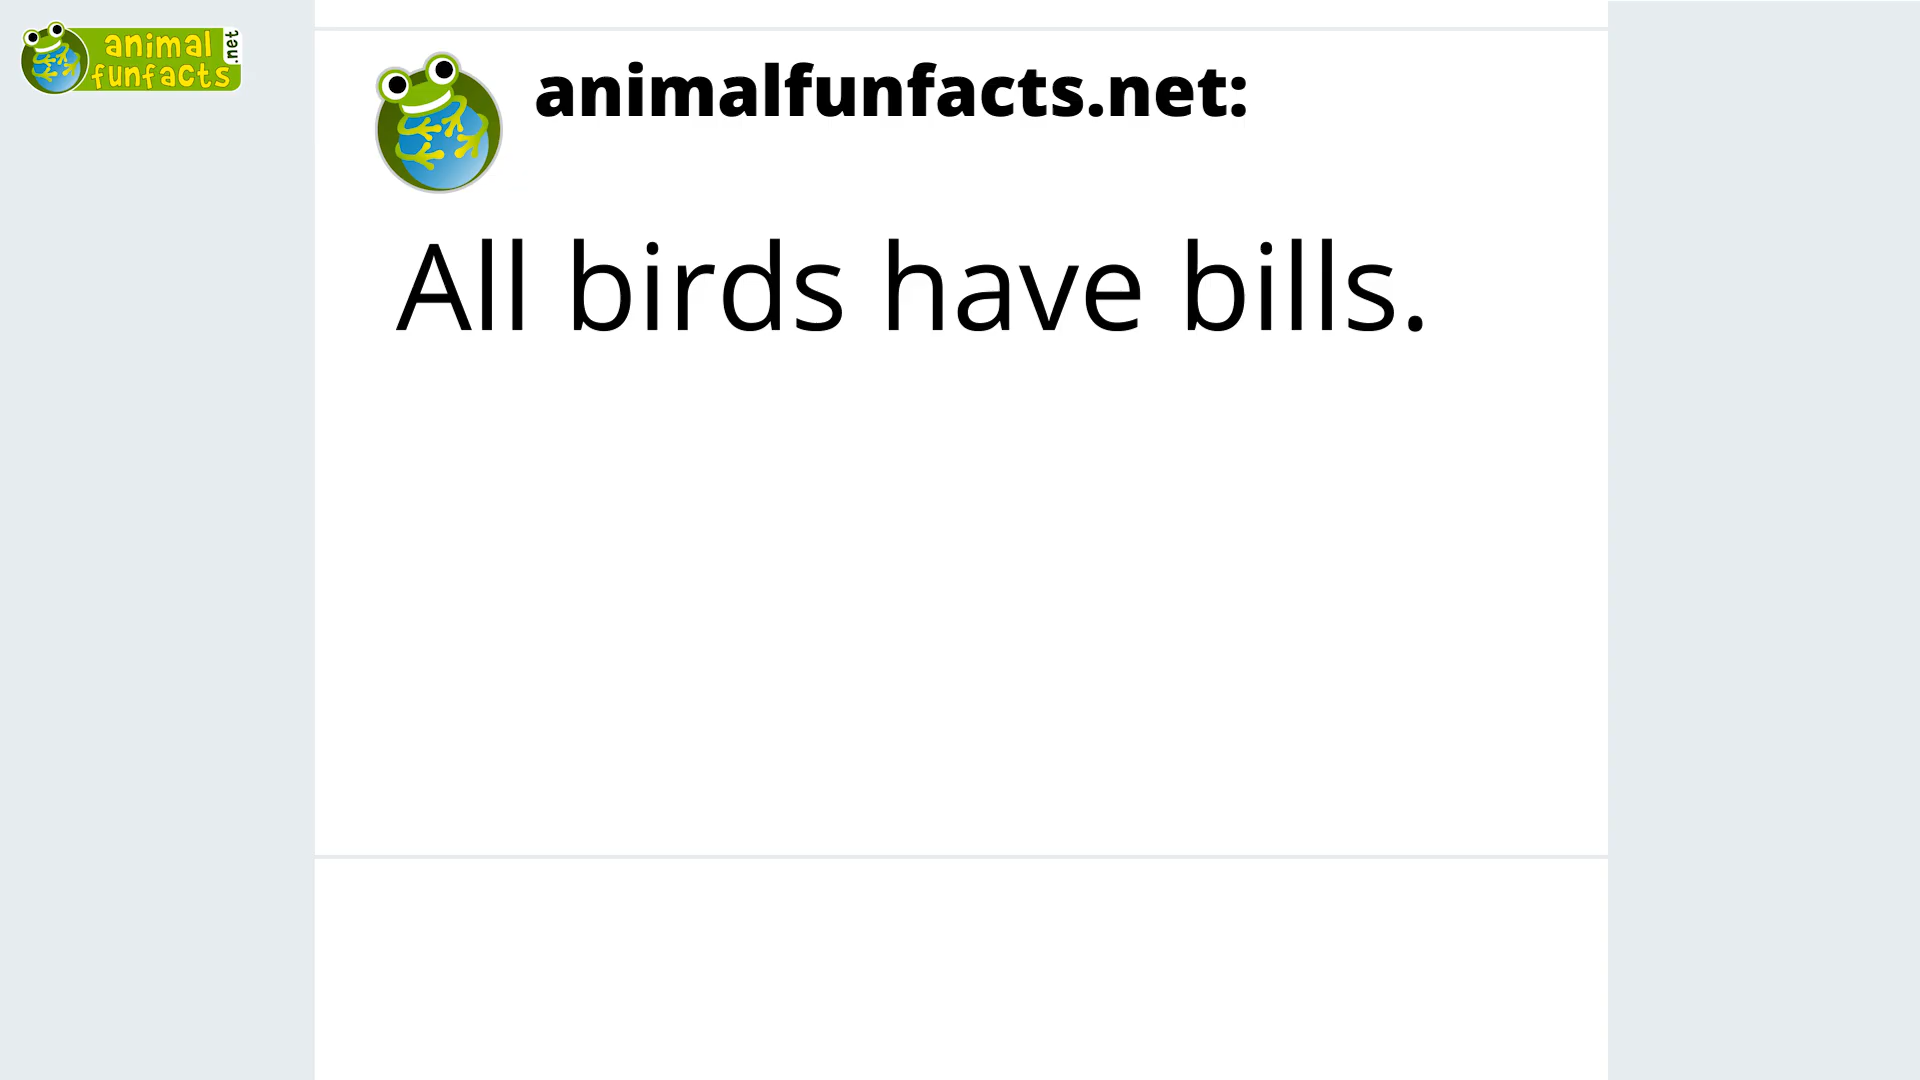 animal
funfacts
.net
animalfunfacts.net:
All birds have bills.